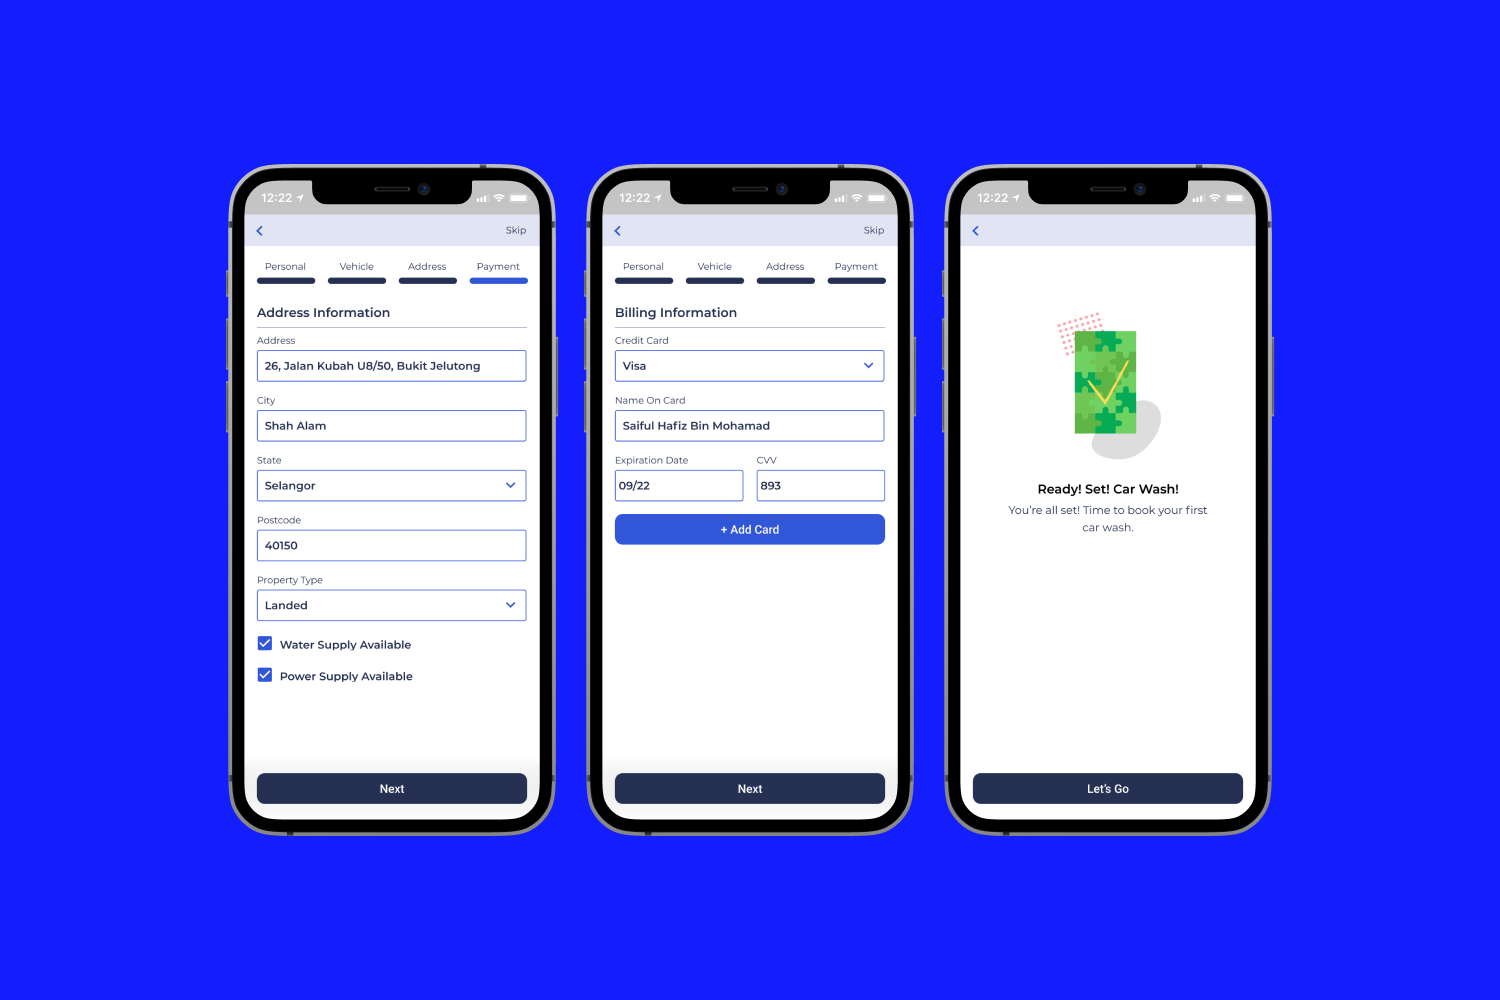 12:22
Skip
Personal Vehicle Address Payment
Address Information
Address
26, Jalan Kubah U8/50, Bukit Jelutong
City
Shah Alam
State
Selangor
Postcode
40150
Property Type
Landed
Water Supply Available
Power Supply Available
Next
12:22
Skip
Personal Vehicle Address Payment
Billing Information
Credit Card
Visa
Name On Card
Saiful Hafiz Bin Mohamad
Expiration Date CVV
09/22 893
+ Add Card
Next
12:22
Ready! Set! Car Wash!
You're all set! Time to book your first
car wash.
Let's Go